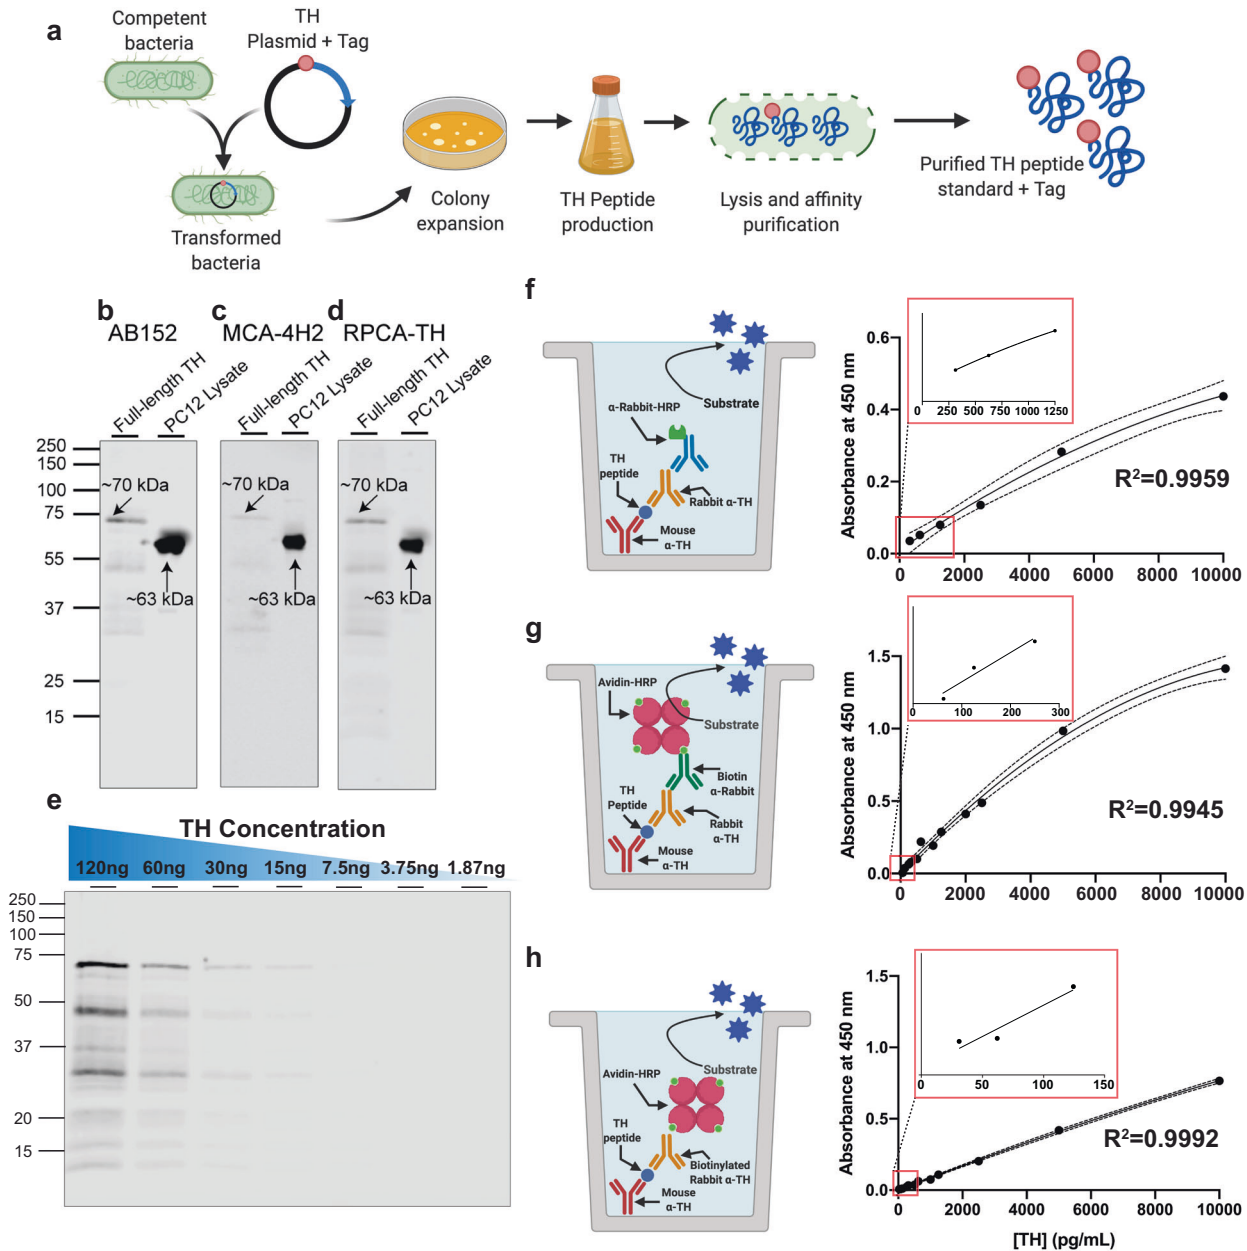 a
Competent
bacteria
TH
Plasmid + Tag
Transformed
bacteria
Colony
expansion
TH Peptide
production
Lysis and affinity
purification
Purified TH peptide
standard + Tag
b
AB152
c
MCA-4H2
d
RPCA-TH
Full-length TH
PC12 Lysate
Full-length TH
PC12 Lysate
Full-length TH
PC12 Lysate
250
150
100
75
55
37
25
15
~70 kDa
~63 kDa
~70 kDa
~63 kDa
~70 kDa
~63 kDa
e
TH Concentration
120ng 60ng 30ng 15ng 7.5ng 3.75ng 1.87ng
250
150
100
75
50
37
20
15
f
Substrate
α-Rabbit-HRP
TH
peptide
Rabbit α-TH
Mouse
α-TH
Absorbance at 450 nm
0.6
0.4
0.2
0.0
0 2000 4000 6000 8000 10000
0 250 500 750 1000 1250
R²=0.9959
g
Avidin-HRP
Substrate
Biotin
α-Rabbit
TH
Peptide
Rabbit
α-TH
Mouse
α-TH
Absorbance at 450 nm
1.5
1.0
0.5
0.0
0 2000 4000 6000 8000 10000
0 100 200 300
R²=0.9945
h
Substrate
Avidin-HRP
TH
peptide
Biotinylated
Rabbit α-TH
Mouse
α-TH
Absorbance at 450 nm
1.5
1.0
0.5
0.0
0 2000 4000 6000 8000 10000
0 50 100 150
R²=0.9992
[TH] (pg/mL)